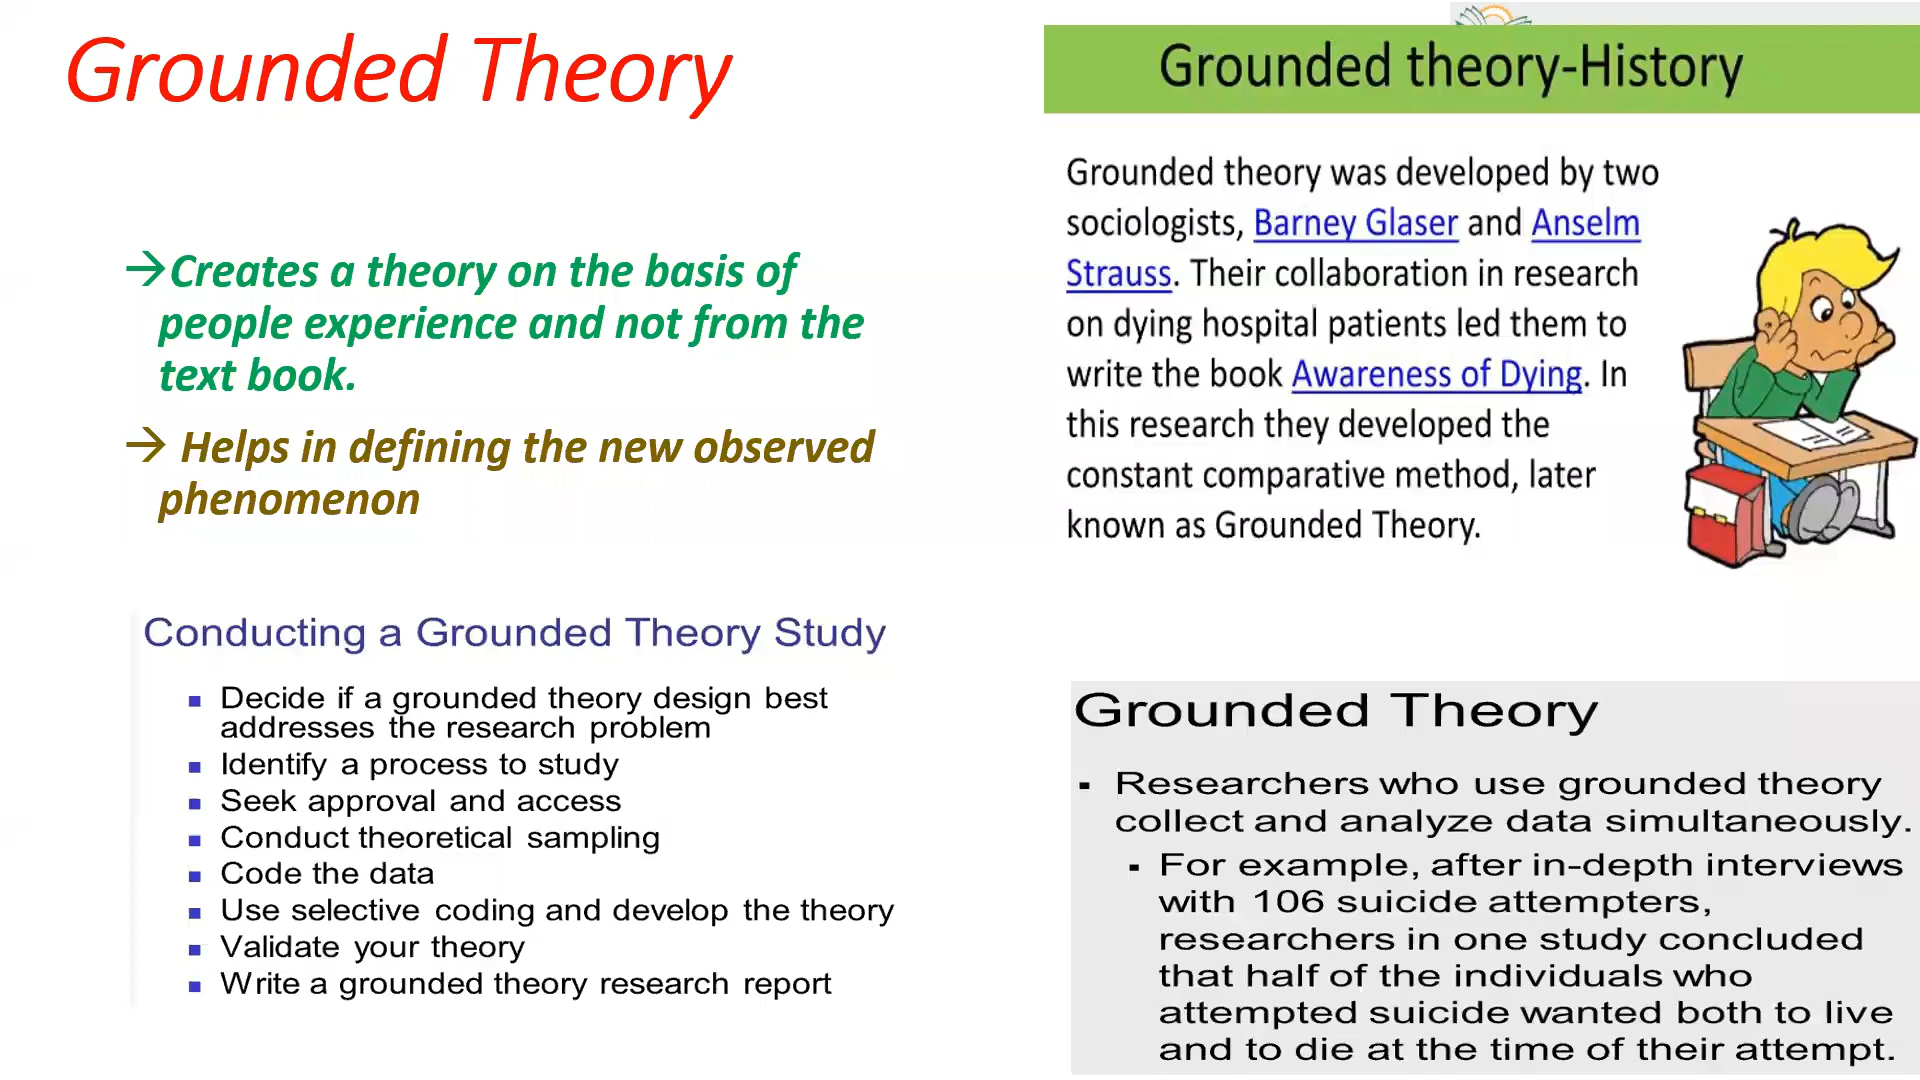 Grounded Theory
→Creates a theory on the basis of
people experience and not from the
text book.
→ Helps in defining the new observed
phenomenon
Conducting a Grounded Theory Study
▪ Decide if a grounded theory design best
addresses the research problem
▪ Identify a process to study
▪ Seek approval and access
▪ Conduct theoretical sampling
▪ Code the data
▪ Use selective coding and develop the theory
▪ Validate your theory
▪ Write a grounded theory research report
Grounded theory-History
Grounded theory was developed by two
sociologists, Barney Glaser and Anselm
Strauss. Their collaboration in research
on dying hospital patients led them to
write the book Awareness of Dying. In
this research they developed the
constant comparative method, later
known as Grounded Theory.
Grounded Theory
▪ Researchers who use grounded theory
collect and analyze data simultaneously.
▪ For example, after in-depth interviews
with 106 suicide attempters,
researchers in one study concluded
that half of the individuals who
attempted suicide wanted both to live
and to die at the time of their attempt.